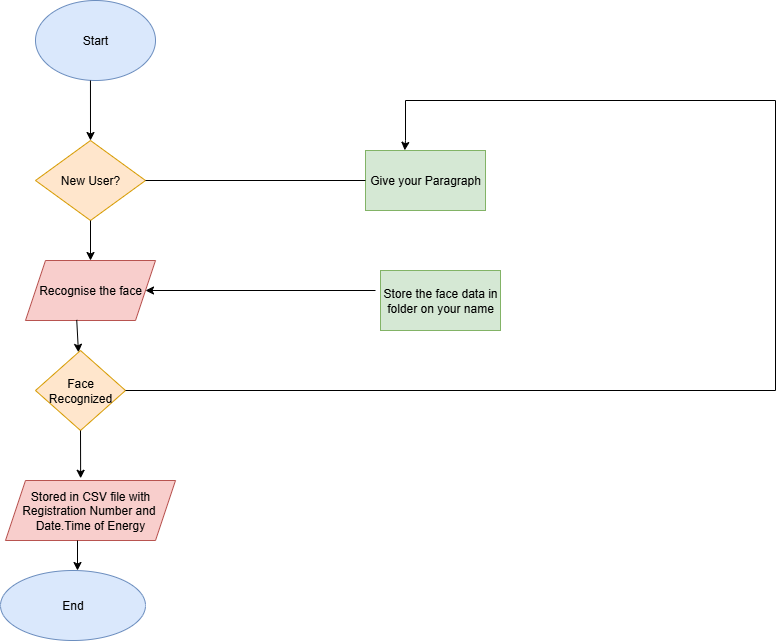 Start
New User?
Give your Paragraph
Recognise the face
Store the face data in
folder on your name
Face
Recognized
Stored in CSV file with
Registration Number and
Date.Time of Energy
End